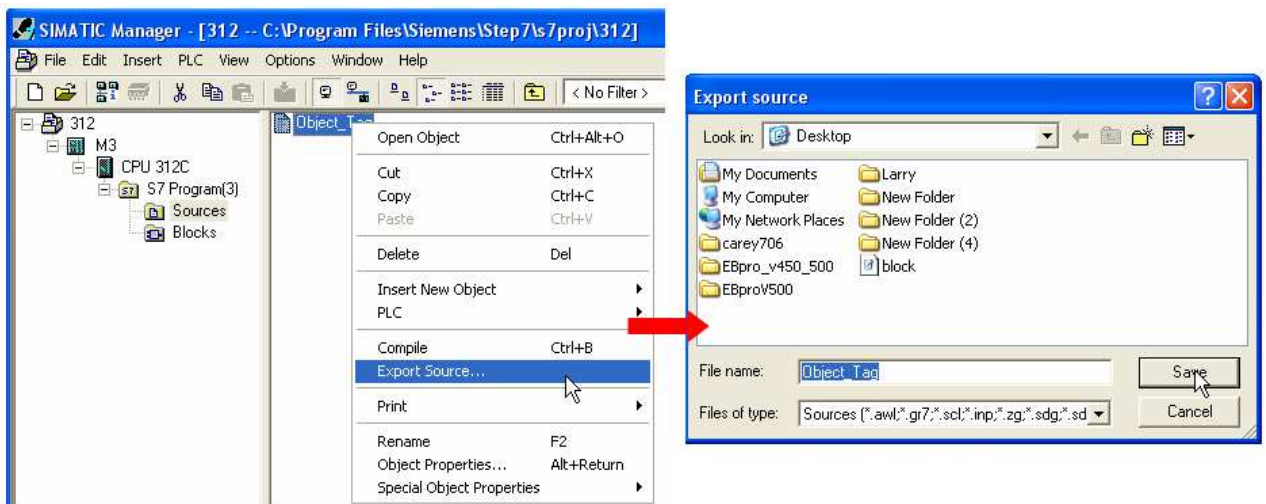 SIMATIC Manager - [312 -- C:\Program Files\Siemens\Step7\s7proj\312]
File Edit Insert PLC View Options Window Help
< No Filter >
312
M3
CPU 312C
S7 Program(3)
Sources
Blocks
Object_Tag
Open Object Ctrl+Alt+O
Cut Ctrl+X
Copy Ctrl+C
Paste Ctrl+V
Delete Del
Insert New Object
PLC
Compile Ctrl+B
Export Source...
Print
Rename F2
Object Properties... Alt+Return
Special Object Properties
Export source
Look in: Desktop
My Documents Larry
My Computer New Folder
My Network Places New Folder (2)
carey706 New Folder (4)
EBpro_v450_500 block
EBproV500
File name: Object_Tag Save
Files of type: Sources (*.awl;*.gr7;*.scl;*.inp;*.zg;*.sdg;*.sd Cancel